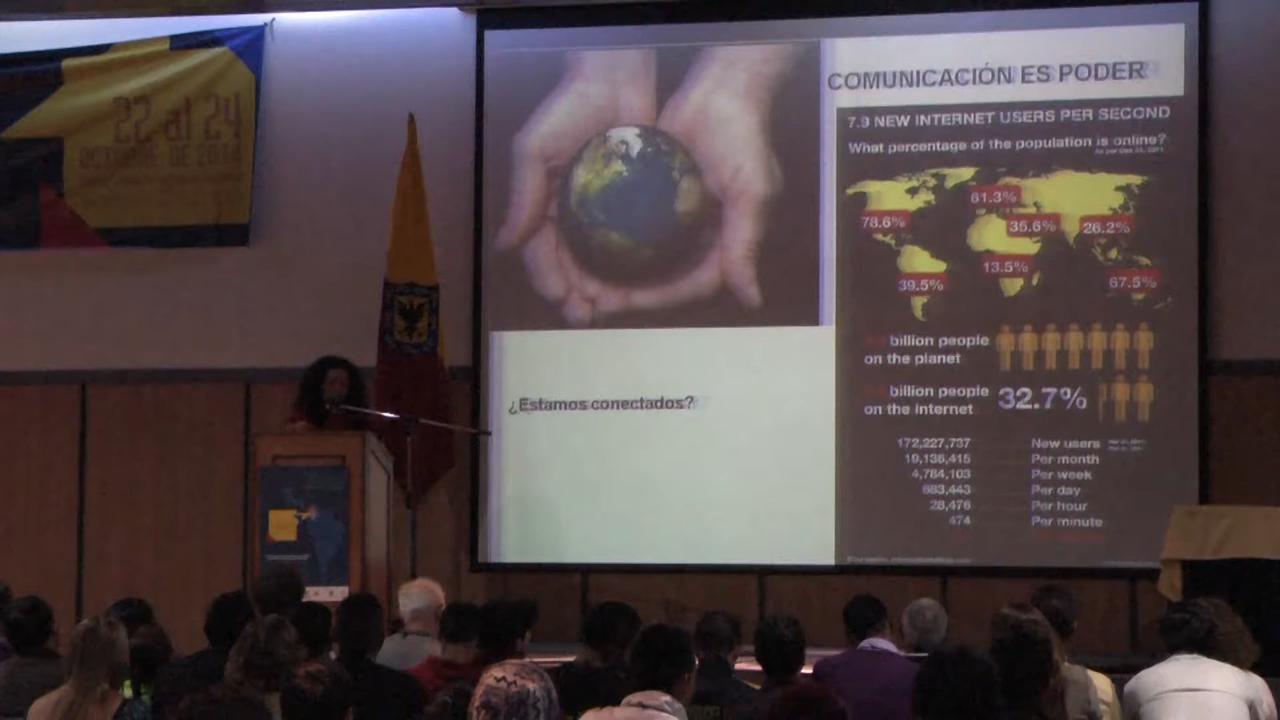 22 al 24
OCTUBRE DE 2014
COMUNICACIÓN ES PODER
7.9 NEW INTERNET USERS PER SECOND
What percentage of the population is online?
61.3%
78.6%
35.6%
26.2%
13.5%
39.5%
67.5%
billion people
on the planet
billion people
on the internet
32.7%
¿Estamos conectados?
172,227,737 New users
19,136,415 Per month
4,784,103 Per week
683,443 Per day
28,476 Per hour
474 Per minute